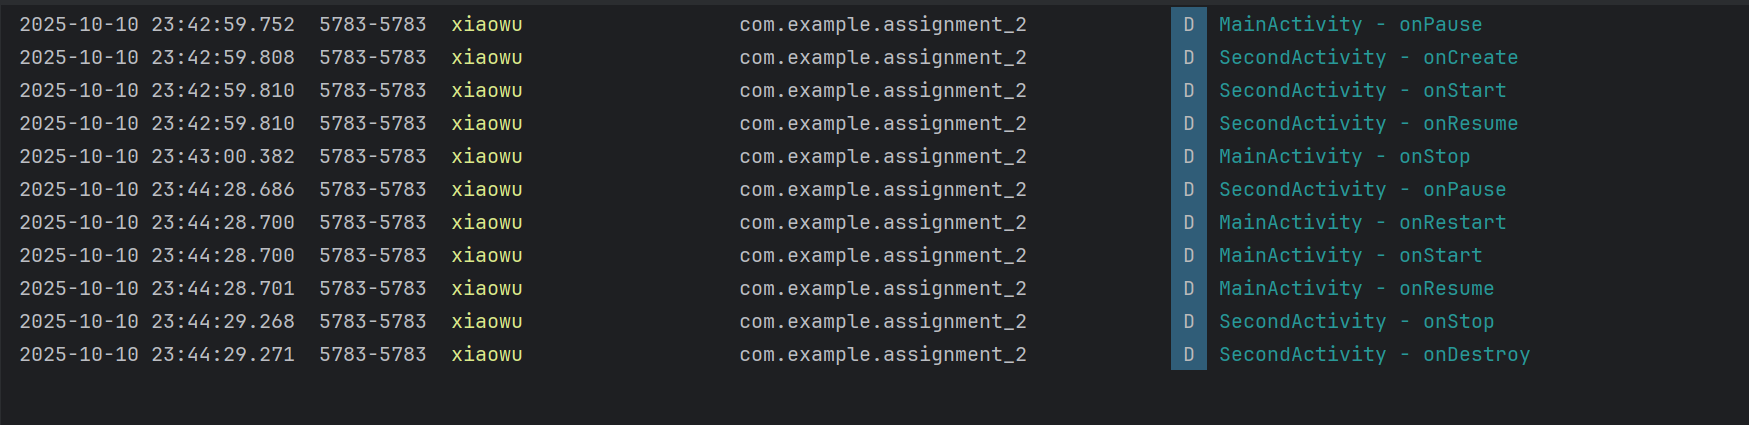 2025-10-10 23:42:59.752 5783-5783 xiaowu com.example.assignment_2 D MainActivity - onPause
2025-10-10 23:42:59.808 5783-5783 xiaowu com.example.assignment_2 D SecondActivity - onCreate
2025-10-10 23:42:59.810 5783-5783 xiaowu com.example.assignment_2 D SecondActivity - onStart
2025-10-10 23:42:59.810 5783-5783 xiaowu com.example.assignment_2 D SecondActivity - onResume
2025-10-10 23:43:00.382 5783-5783 xiaowu com.example.assignment_2 D MainActivity - onStop
2025-10-10 23:44:28.686 5783-5783 xiaowu com.example.assignment_2 D SecondActivity - onPause
2025-10-10 23:44:28.700 5783-5783 xiaowu com.example.assignment_2 D MainActivity - onRestart
2025-10-10 23:44:28.700 5783-5783 xiaowu com.example.assignment_2 D MainActivity - onStart
2025-10-10 23:44:28.701 5783-5783 xiaowu com.example.assignment_2 D MainActivity - onResume
2025-10-10 23:44:29.268 5783-5783 xiaowu com.example.assignment_2 D SecondActivity - onStop
2025-10-10 23:44:29.271 5783-5783 xiaowu com.example.assignment_2 D SecondActivity - onDestroy